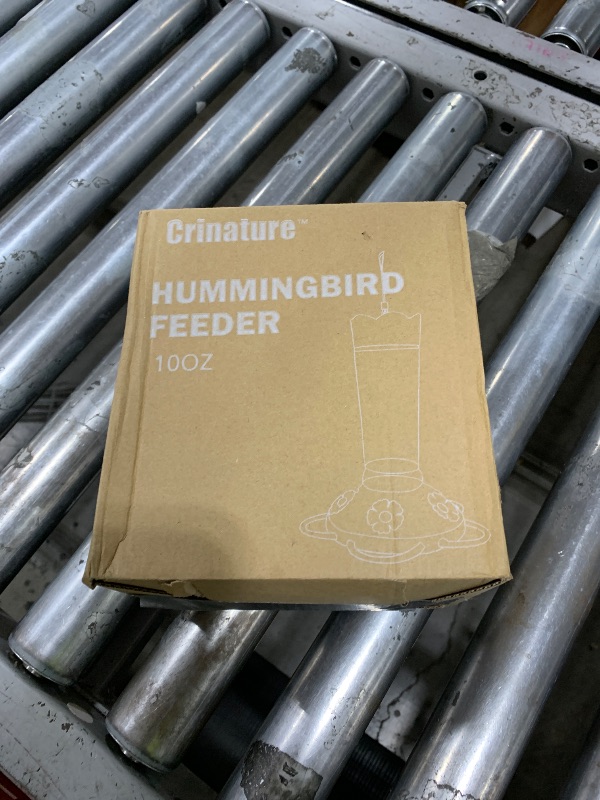 Crinature™
HUMMINGBIRD
FEEDER
10OZ